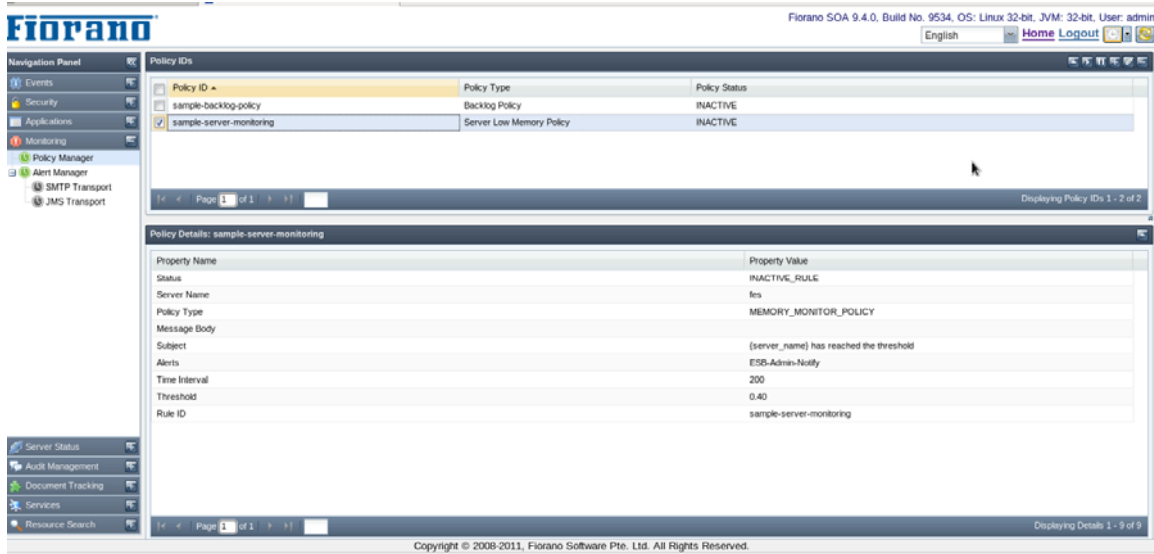 Fiorano
Fiorano SOA 9.4.0, Build No. 9534, OS: Linux 32-bit, JVM: 32-bit, User: admin
English Home Logout
Navigation Panel
Events
Security
Applications
Monitoring
Policy Manager
Alert Manager
SMTP Transport
JMS Transport
Server Status
Audit Management
Document Tracking
Services
Resource Search
Policy IDs
Policy ID Policy Type Policy Status
sample-backlog-policy Backlog Policy INACTIVE
sample-server-monitoring Server Low Memory Policy INACTIVE
Page 1 of 1 Displaying Policy IDs 1 - 2 of 2
Policy Details: sample-server-monitoring
Property Name Property Value
Status INACTIVE_RULE
Server Name fes
Policy Type MEMORY_MONITOR_POLICY
Message Body
Subject {server_name} has reached the threshold
Alerts ESB-Admin-Notify
Time Interval 200
Threshold 0.40
Rule ID sample-server-monitoring
Page 1 of 1 Displaying Details 1 - 9 of 9
Copyright © 2008-2011, Fiorano Software Pte. Ltd. All Rights Reserved.